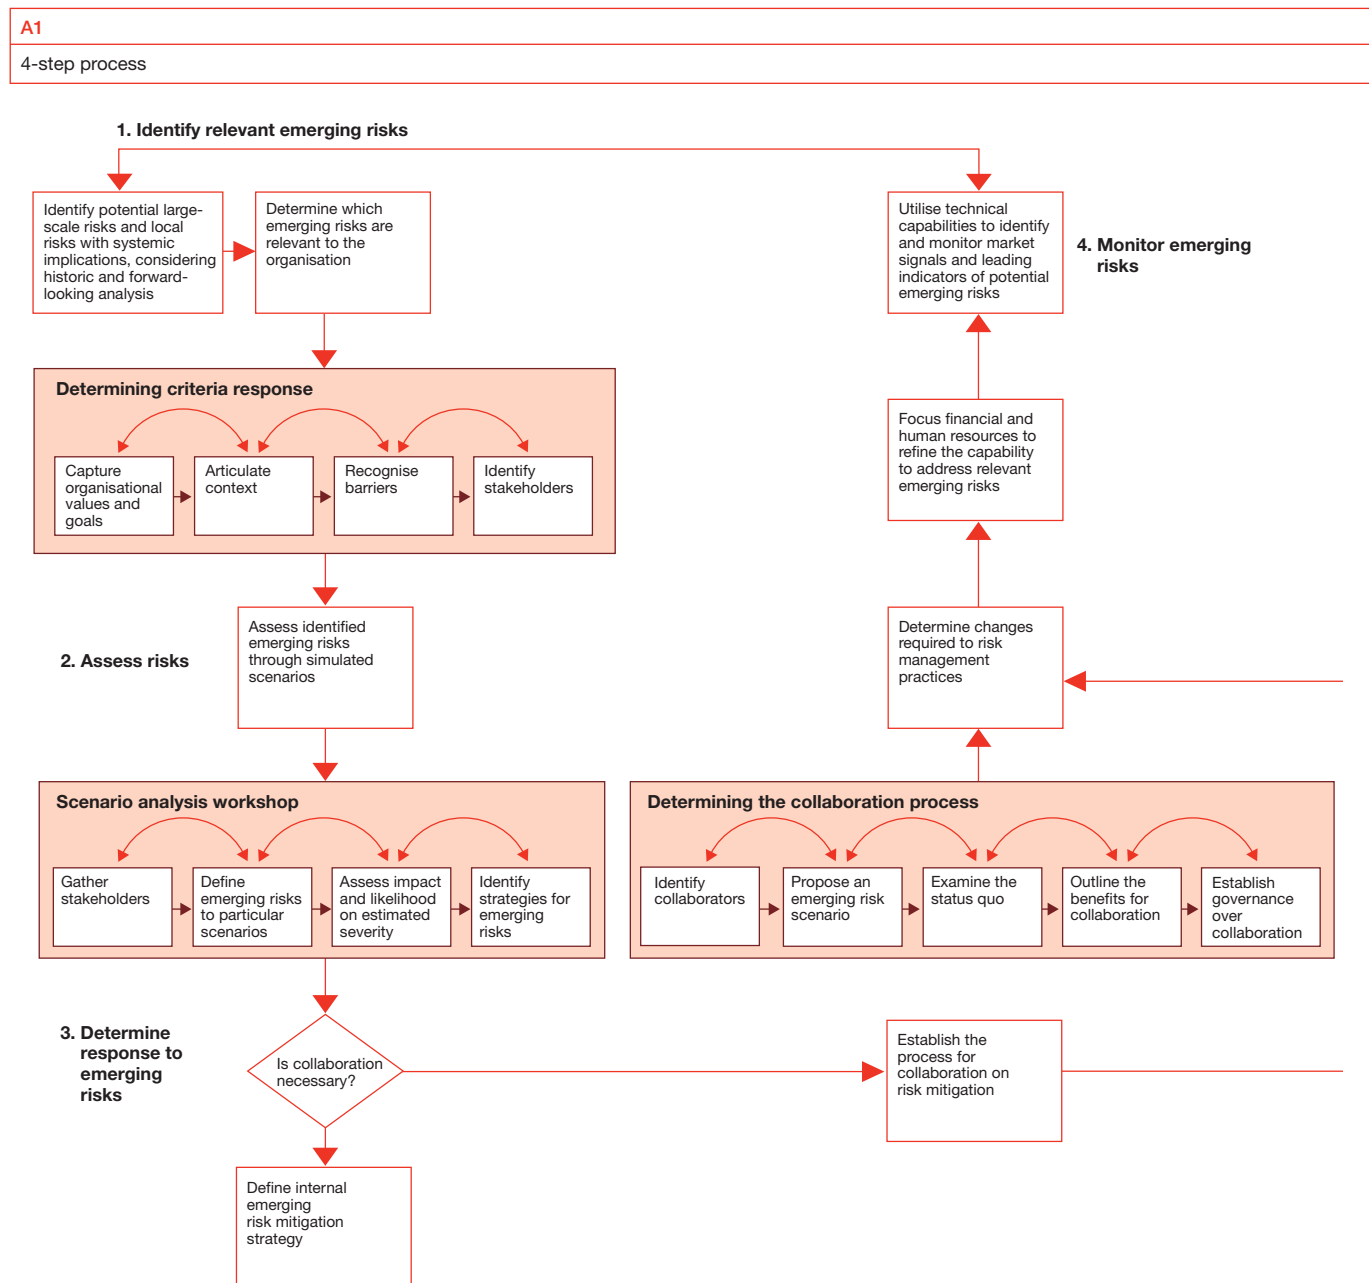 A1
4-step process
1. Identify relevant emerging risks
Identify potential large-
scale risks and local
risks with systemic
implications, considering
historic and forward-
looking analysis
Determine which
emerging risks are
relevant to the
organisation
Utilise technical
capabilities to identify
and monitor market
signals and leading
indicators of potential
emerging risks
4. Monitor emerging
risks
Determining criteria response
Capture
organisational
values and
goals
Articulate
context
Recognise
barriers
Identify
stakeholders
Focus financial and
human resources to
refine the capability
to address relevant
emerging risks
2. Assess risks
Assess identified
emerging risks
through simulated
scenarios
Determine changes
required to risk
management
practices
Scenario analysis workshop
Gather
stakeholders
Define
emerging risks
to particular
scenarios
Assess impact
and likelihood
on estimated
severity
Identify
strategies for
emerging
risks
Determining the collaboration process
Identify
collaborators
Propose an
emerging risk
scenario
Examine the
status quo
Outline the
benefits for
collaboration
Establish
governance
over
collaboration
3. Determine
response to
emerging
risks
Is collaboration
necessary?
Establish the
process for
collaboration on
risk mitigation
Define internal
emerging
risk mitigation
strategy